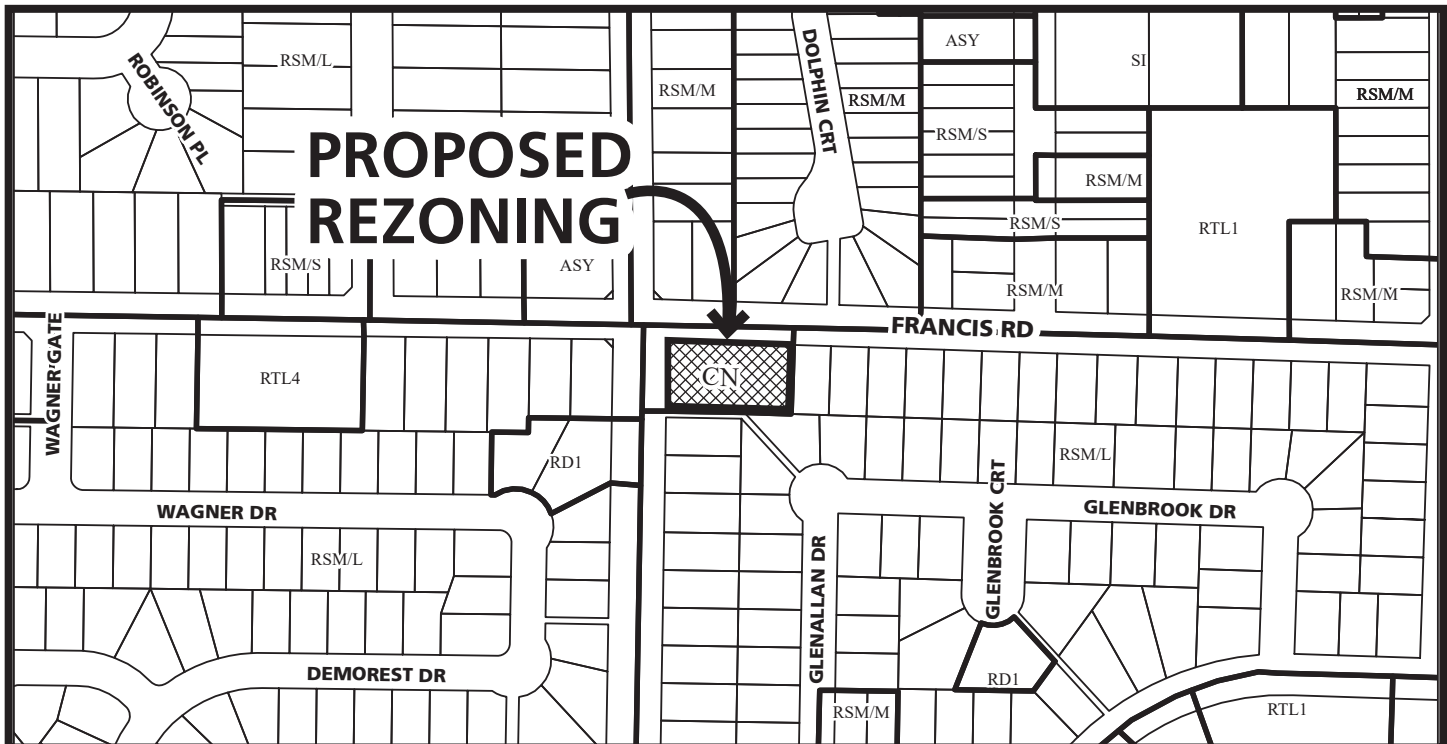 ROBINSON PL
RSM/L
RSM/M
DOLPHIN CRT
RSM/M
ASY
SI
RSM/M
RSM/S
RSM/M
RSM/S
RTL1
RSM/M
RSM/M
PROPOSED
REZONING
RSM/S
ASY
FRANCIS RD
WAGNER GATE
RTL4
CN
RD1
RSM/L
WAGNER DR
GLENBROOK CRT
GLENBROOK DR
RSM/L
GLENALLAN DR
DEMOREST DR
RD1
RSM/M
RTL1